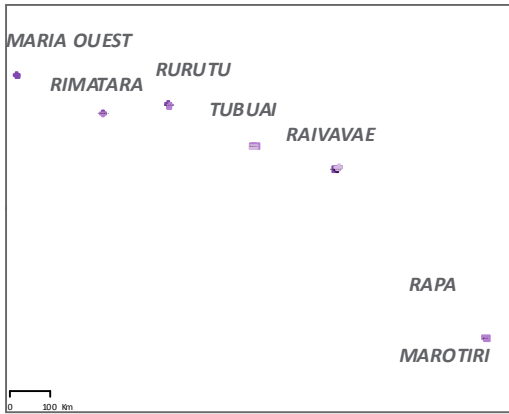 MARIA OUEST
RURUTU
RIMATARA
TUBUAI
RAIVAVAE
RAPA
MAROTIRI
0 100 Km